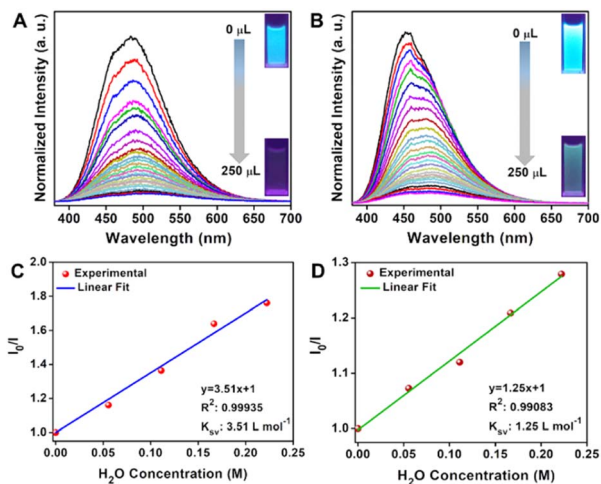 A
0 µL
250 µL
Normalized Intensity (a. u.)
400 450 500 550 600 650 700
Wavelength (nm)
B
0 µL
250 µL
Normalized Intensity (a. u.)
400 450 500 550 600 650 700
Wavelength (nm)
C
2.0
1.8
1.6
1.4
1.2
1.0
I₀/I
Experimental
Linear Fit
y=3.51x+1
R²: 0.99935
Kₛᵥ: 3.51 L mol⁻¹
0.00 0.05 0.10 0.15 0.20 0.25
H₂O Concentration (M)
D
1.3
1.2
1.1
1.0
I₀/I
Experimental
Linear Fit
y=1.25x+1
R²: 0.99083
Kₛᵥ: 1.25 L mol⁻¹
0.00 0.05 0.10 0.15 0.20 0.25
H₂O Concentration (M)